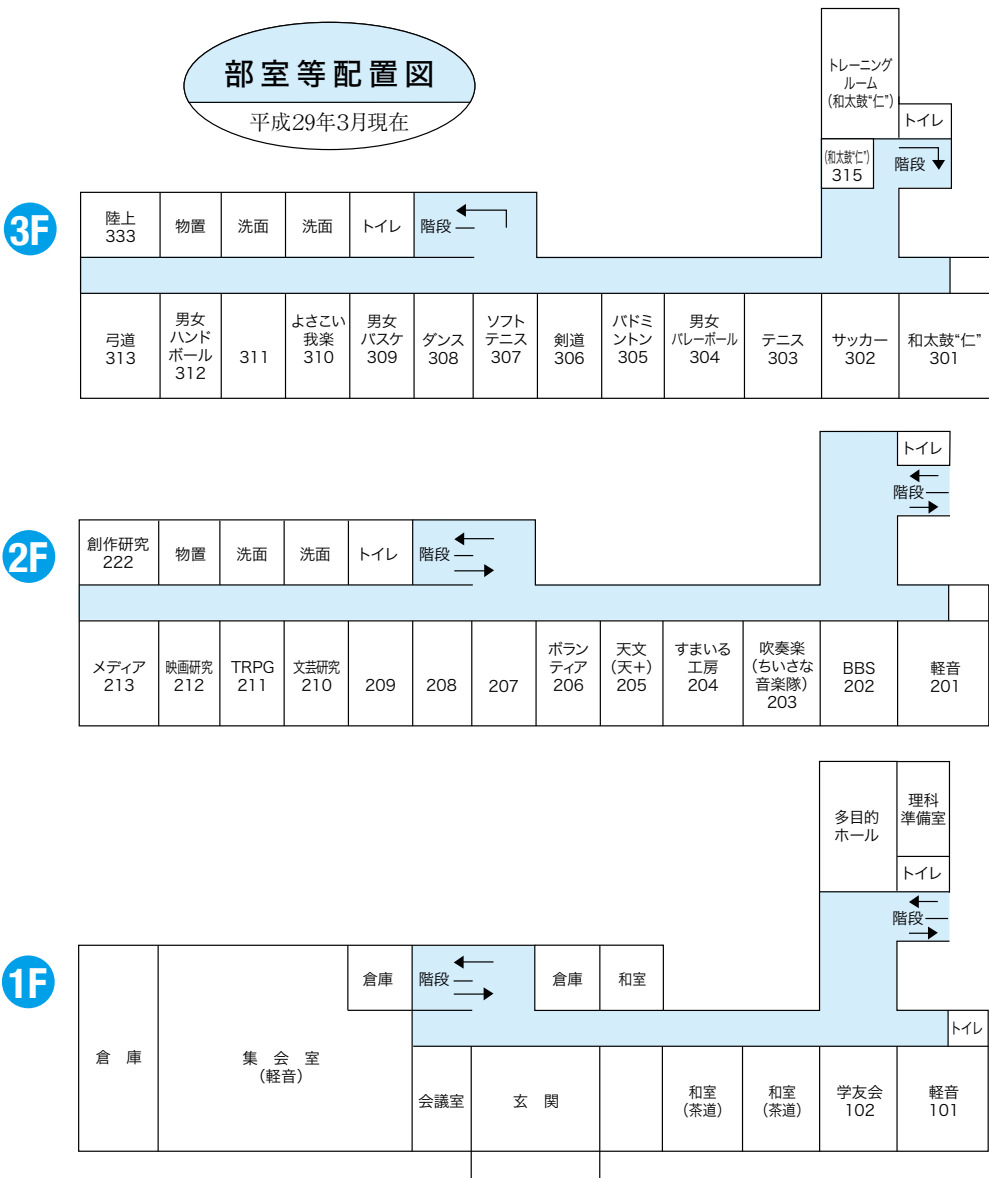 部室等配置図
平成29年3月現在
トレーニング
ルーム
(和太鼓“仁”)
トイレ
(和太鼓“仁”)
315
階段
3F
陸上
333
物置
洗面
洗面
トイレ
階段
弓道
313
男女
ハンド
ボール
312
311
よさこい
我楽
310
男女
バスケ
309
ダンス
308
ソフト
テニス
307
剣道
306
バドミ
ントン
305
男女
バレーボール
304
テニス
303
サッカー
302
和太鼓“仁”
301
トイレ
階段
2F
創作研究
222
物置
洗面
洗面
トイレ
階段
メディア
213
映画研究
212
TRPG
211
文芸研究
210
209
208
207
ボラン
ティア
206
天文
(天+)
205
すまいる
工房
204
吹奏楽
(ちいさな
音楽隊)
203
BBS
202
軽音
201
多目的
ホール
理科
準備室
トイレ
階段
1F
倉庫
集会室
(軽音)
倉庫
階段
倉庫
和室
トイレ
会議室
玄関
和室
(茶道)
和室
(茶道)
学友会
102
軽音
101